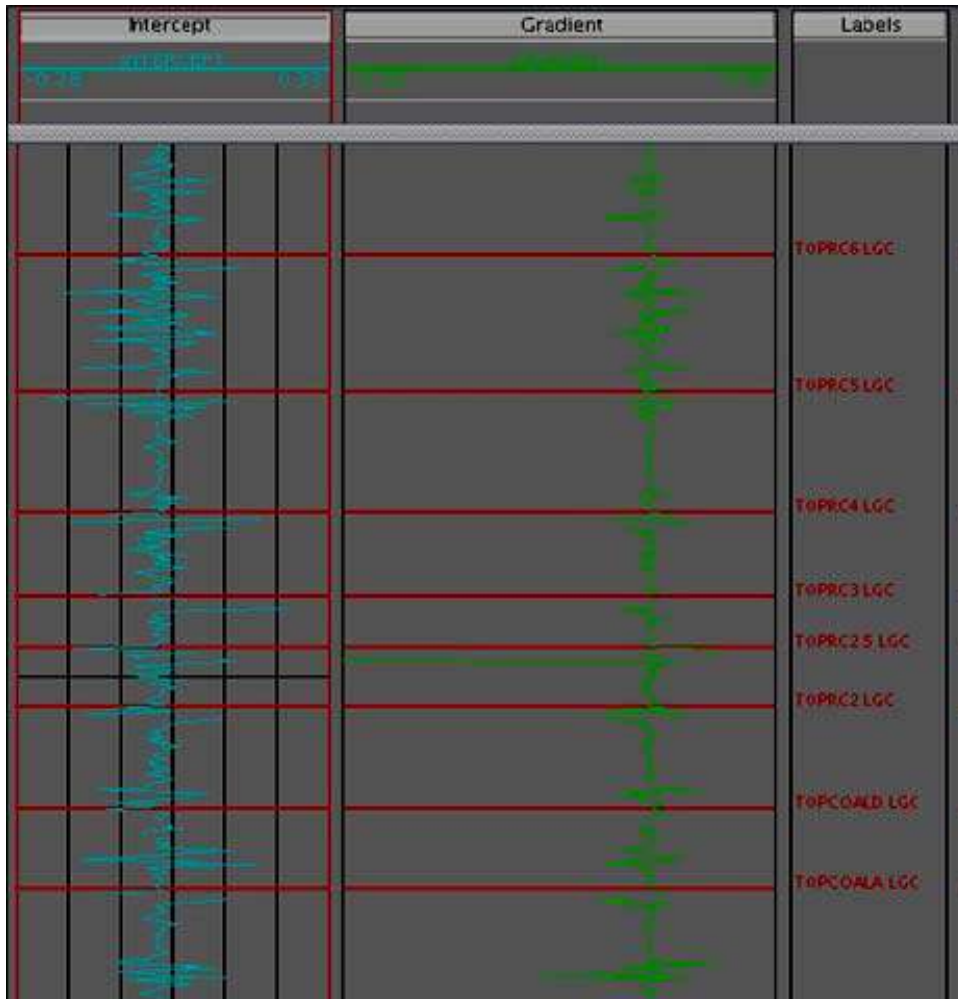 Intercept
Gradient
Labels
INTERCEPT
TOPRC6 LGC
TOPRC5 LGC
TOPRC4 LGC
TOPRC3 LGC
TOPRC2.5 LGC
TOPRC2 LGC
TOPCOALD LGC
TOPCOALA LGC